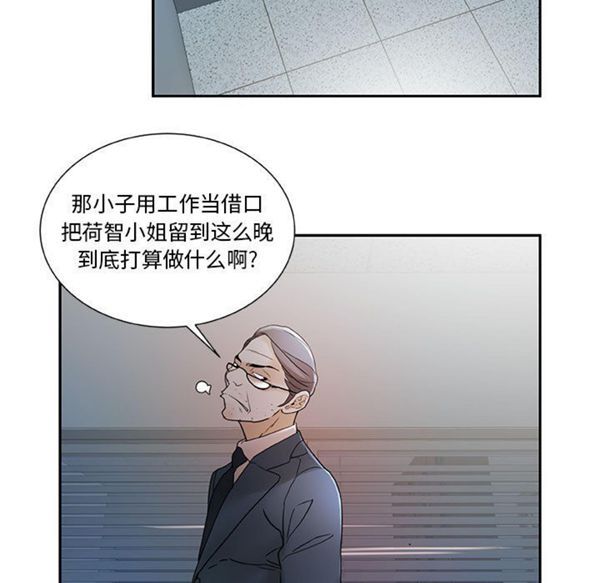 那小子用工作当借口
把荷智小姐留到这么晚
到底打算做什么啊?